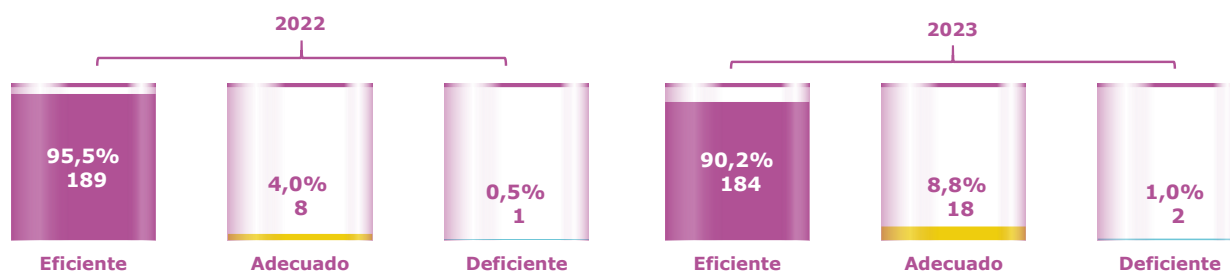 2022
95,5%
189
4,0%
8
0,5%
1
Eficiente
Adecuado
Deficiente
2023
90,2%
184
8,8%
18
1,0%
2
Eficiente
Adecuado
Deficiente